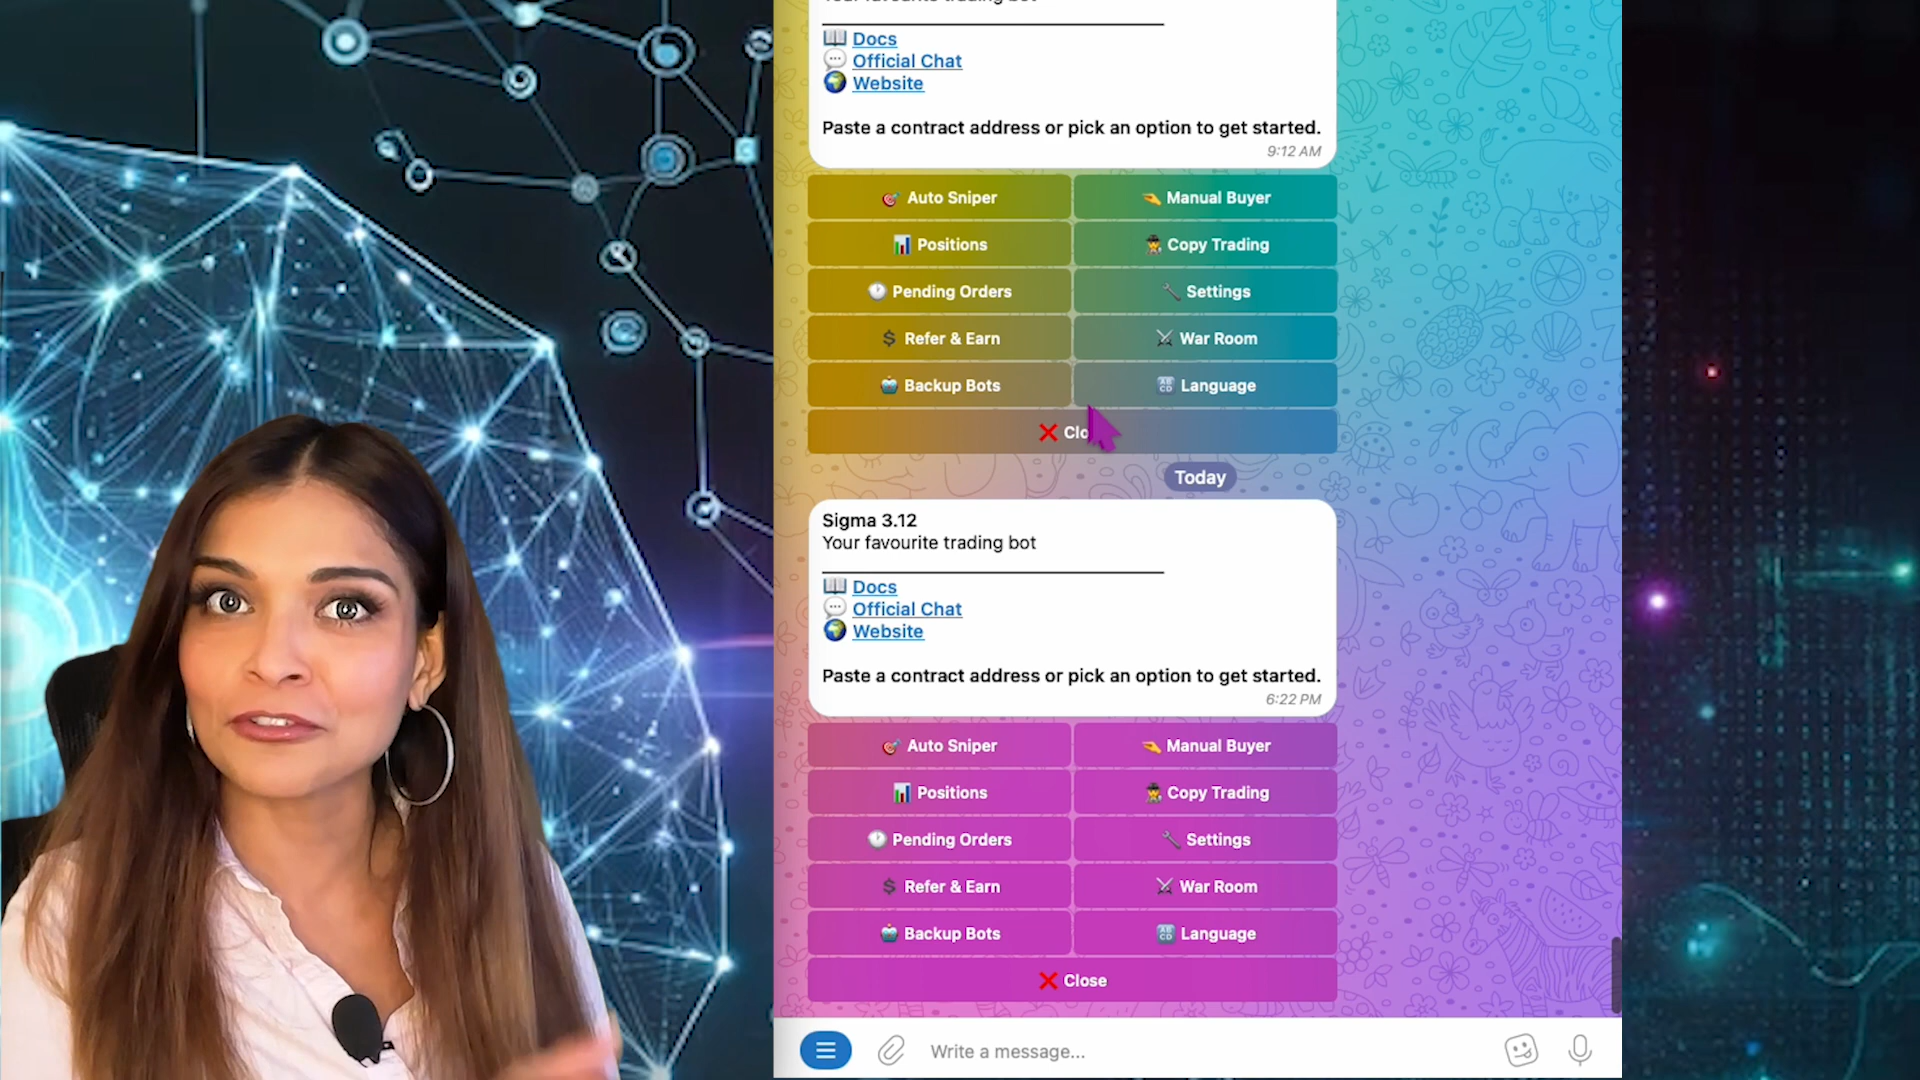 Your favourite trading bot
Docs
Official Chat
Website
Paste a contract address or pick an option to get started.
9:12 AM
Auto Sniper
Manual Buyer
Positions
Copy Trading
Pending Orders
Settings
$ Refer & Earn
War Room
Backup Bots
Language
Clo
Today
Sigma 3.12
Your favourite trading bot
Docs
Official Chat
Website
Paste a contract address or pick an option to get started.
6:22 PM
Auto Sniper
Manual Buyer
Positions
Copy Trading
Pending Orders
Settings
$ Refer & Earn
War Room
Backup Bots
Language
Close
Write a message...